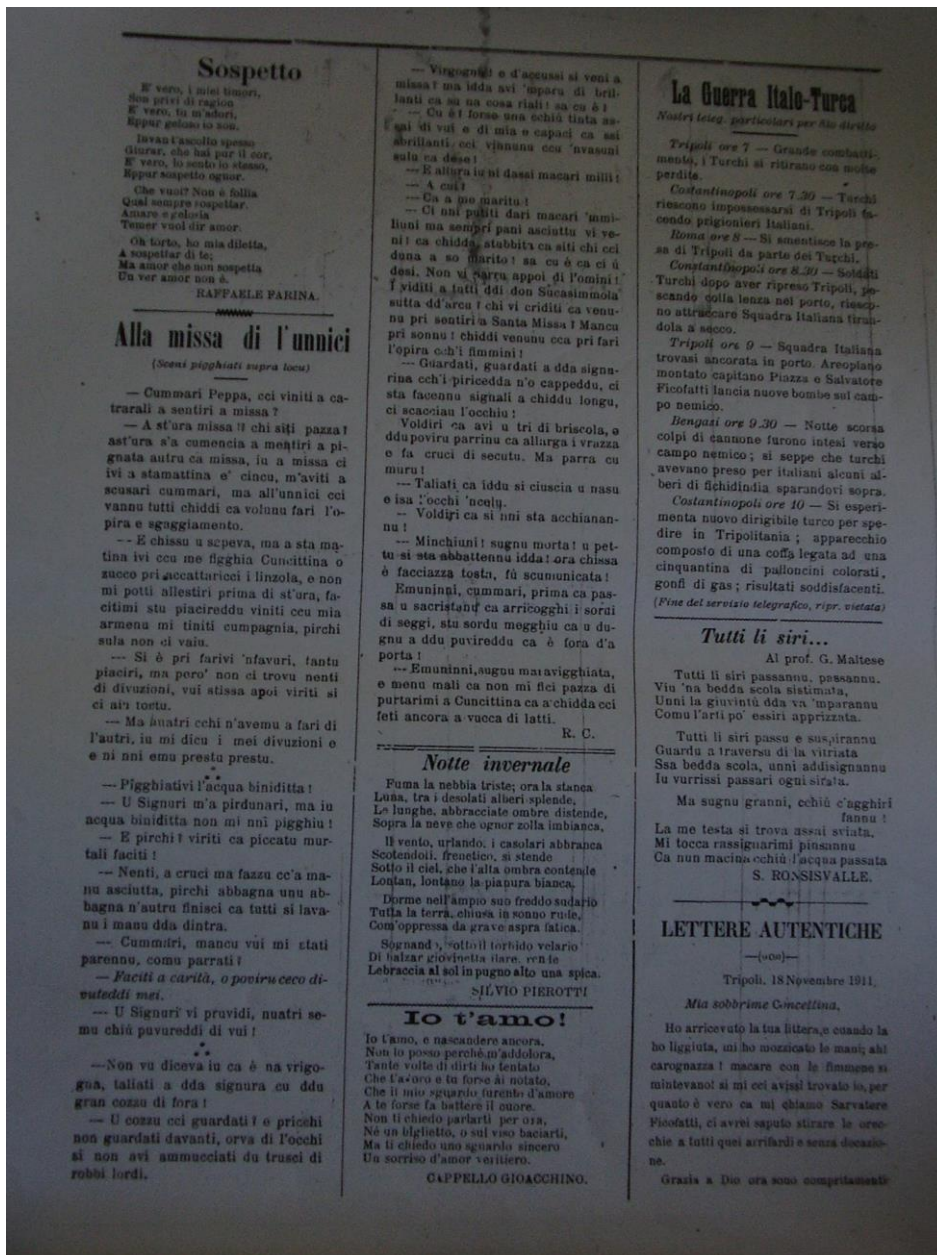 Sospetto
E' vero, i miei timori,
Son privi di ragion
E' vero, tu m'adori,
Eppur geloso io son.
Invan t'ascolto spesso
Giurar, che hai pur il cor,
E' vero, lo sento io stesso,
Eppur sospetto ognor.
Che vuoi? Non è follia
Qual sempre sospettar.
Amare e gelosia
Temer vuol dir amor.
Oh torto, ho mia diletta,
A sospettar di te;
Ma amor che non sospetta
Un ver amor non è.
RAFFAELE FARINA.
Alla missa di l'unnici
(Sceni pigghiati supra locu)
— Cummari Peppa, cci viniti a ca-
trarali a sentiri a missa?
— A st'ura missa! chi siti pazza!
ast'ura s'a cumencia a mentiri a pi-
gnata autru ca missa, iu a missa ci
ivi a stamattina e' cincu, m'aviti a
scusari cummari, ma all'unnici cci
vannu tutti chiddi ca volunu fari l'o-
pira e sgaggiamento.
— E chissu u sapeva, ma a sta ma-
tina ivi ccu me figghia Cuncittina o
zucco pri accattaricci i linzola, e non
mi potti allestiri prima di st'ura, fa-
citimi stu piacireddu viniti ccu mia
armenu mi tiniti cumpagnia, pirchi
sula non ci vaiu.
— Si è pri farivi 'nfavuri, tantu
piaciri, ma pero' non ci trovu nenti
di divuzioni, vui stissa apoi viriti si
ci aiu tortu.
— Ma nuatri cchi n'avemu a fari di
l'autri, iu mi dicu i mei divuzioni e
e ni nni emu prestu prestu.
— Pigghiativi l'acqua biniditta!
— U Signuri m'a pirdunari, ma iu
acqua biniditta non mi nni pigghiu!
— E pirchi? viriti ca piccatu mur-
tali faciti!
— Nenti, a cruci ma fazzu cc'a ma-
nu asciutta, pirchi abbagna unu ab-
bagna n'autru finisci ca tutti si lava-
nu i manu dda dintra.
— Cummari, mancu vui mi stati
parennu, comu parrati?
— Faciti a carità, o poviru ceco di-
vuteddi mei.
— U Signuri vi pruvidi, nuatri se-
mu chiú puvureddi di vui!
— Non vu diceva iu ca è na vrigo-
gna, taliati a dda signura cu ddu
gran cozzu di fora!
— U cozzu cci guardati? e pricchi
non guardati davanti, orva di l'occhi
si non avi ammucciati du trusci di
robbi lordi.
— Virgogna! e d'accussi si veni a
missa? ma idda avi 'mparu di bril-
lanti ca su na cosa riali! sa cu è!
— Cu è? forse una cchiú tinta as-
sai di vui e di mia e capaci ca sei
abrillanti cci vinnunu ccu 'nvasuni
sulu ca dése!
— E allura iu ni dassi macari milli!
— A cui?
— Ca a me maritu!
— Ci nni putiti dari macari 'mmi-
liuni ma sempri pani asciuttu vi ve-
ni! ca chidda, stubbita ca siti chi cci
duna a so marito! sa cu è ca ci ú
desi. Non vi parra appoi di l'omini!
I viditi a tutti ddi don Sucasimmola
sutta dd'arcu? chi vi criditi ca venu-
nu pri sentiri a Santa Missa? Mancu
pri sonnu! chiddi venunu cca pri fari
l'opira cch'i fimmini!
— Guardati, guardati a dda signu-
rina cch'i piricedda n'o cappeddu, ci
sta facennu signali a chiddu longu,
ci scacciau l'occhiu!
Voldiri ca avi u tri di briscola, e
ddu poviru parrinu ca allarga i vrazza
e fa cruci di secutu. Ma parra cu
muru!
— Taliati ca iddu si ciuscia u nasu
e isa l'occhi 'ncelu.
— Voldiri ca si nni sta acchianan-
nu!
— Minchiuni! sugnu morta! u pet-
tu si sta abbattennu idda! ora chissa
è facciazza tosta, fú scumunicata!
Emuninni, cummari, prima ca pas-
sa u sacristanu ca arricogghi i sordi
di seggi, stu sordu megghiu ca u du-
gnu a ddu puvireddu ca è fora d'a
porta!
— Emuninni, sugnu maravigghiata,
e menu mali ca non mi fici pazza di
purtarimi a Cuncittina ca a chidda cci
feti ancora a vucca di latti.
R. C.
Notte invernale
Fuma la nebbia triste; ora la stanca
Luna, tra i desolati alberi splende,
Le lunghe, abbracciate ombre distende,
Sopra la neve che ognor zolla imbianca,
Il vento, urlando, i casolari abbranca
Scotendoli, frenetico, si stende
Sotto il ciel, che l'alta ombra contende
Lontan, lontano la pianura bianca.
Dorme nell'ampio suo freddo sudario
Tutta la terra, chiusa in sonno rude,
Com'oppressa da grave aspra fatica.
Sognando, sotto il torbido velario
Di balzar giovinetta ilare,
Lebraccia al sol in pugno alto una spica.
SILVIO PIEROTTI
Io t'amo!
Io t'amo, e nascandere ancora,
Non lo posso perché m'addolora,
Tante volte di dirti ho tentato
Che t'adoro e tu forse ài notato,
Che il mio sguardo furente d'amore
A te forse fa battere il cuore.
Non ti chiedo parlarti per ora,
Né un biglietto, o sul viso baciarti,
Ma ti chiedo uno sguardo sincero
Un sorriso d'amor veritiero.
CAPPELLO GIOACCHINO.
La Guerra Italo-Turca
Nostri teleg. particolari per filo diritto
Tripoli ore 7 — Grande combatti-
mento, i Turchi si ritirano con molte
perdite.
Costantinopoli ore 7.30 — Turchi
riescono impossessarsi di Tripoli fa-
cendo prigionieri Italiani.
Roma ore 8 — Si smentisce la pre-
sa di Tripoli da parte dei Turchi.
Constantinopoli ore 8.30 — Soldati
Turchi dopo aver ripreso Tripoli, pe-
scando colla lenza nel porto, riesco-
no attraccare Squadra Italiana tiran-
dola a secco.
Tripoli ore 9 — Squadra Italiana
trovasi ancorata in porto. Areoplano
montato capitano Piazza e Salvatore
Ficofatti lancia nuove bombe sul cam-
po nemico.
Bengasi ore 9.30 — Notte scorsa
colpi di cannone furono intesi verso
campo nemico; si seppe che turchi
avevano preso per italiani alcuni al-
beri di fichidindia sparandovi sopra.
Costantinopoli ore 10 — Si esperi-
menta nuovo dirigibile turco per spe-
dire in Tripolitania; apparecchio
composto di una coffa legata ad una
cinquantina di palloncini colorati,
gonfi di gas; risultati soddisfacenti.
(Fine del servizio telegrafico, ripr. vietata)
Tutti li siri...
Al prof. G. Maltese
Tutti li siri passannu, passannu,
Viu 'na bedda scola sistimata,
Unni la giuvintù dda va 'mparannu
Comu l'arti po' essiri apprizzata.
Tutti li siri passu e suspirannu
Guardu a traversu di la vitriata
Ssa bedda scola, unni addisignannu
Iu vurrissi passari ogni sirata.
Ma sugnu granni, cchiù c'agghiri
fannu!
La me testa si trova assai sviata,
Mi tocca rassignarimi pinsannu
Ca nun macina cchiù l'acqua passata
S. RONSISVALLE.
LETTERE AUTENTICHE
Tripoli, 18 Novembre 1911.
Mia sobbrime Concettina,
Ho arricevuto la tua littera, e cuando la
ho liggiuta, mi ho mozzicato le mani; ah!
carognazza! macare con le fimmene si
mintevano! si mi cci avissi trovato io, per
quanto è vero ca mi chiamo Sarvatere
Ficofatti, ci avrei saputo stirare le orec-
chie a tutti quei arrifardi e senza docazio-
ne.
Grazia a Dio ora sono compritamenti